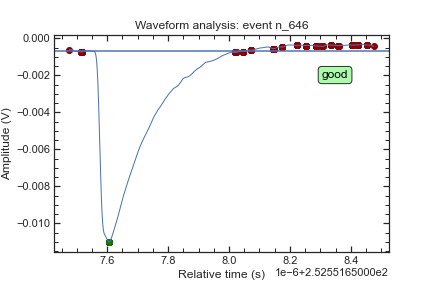 Waveform analysis: event n_646
0.000
−0.002
−0.004
−0.006
−0.008
−0.010
Amplitude (V)
good
7.6
7.8
8.0
8.2
8.4
Relative time (s)
1e-6+2.5255165000e2